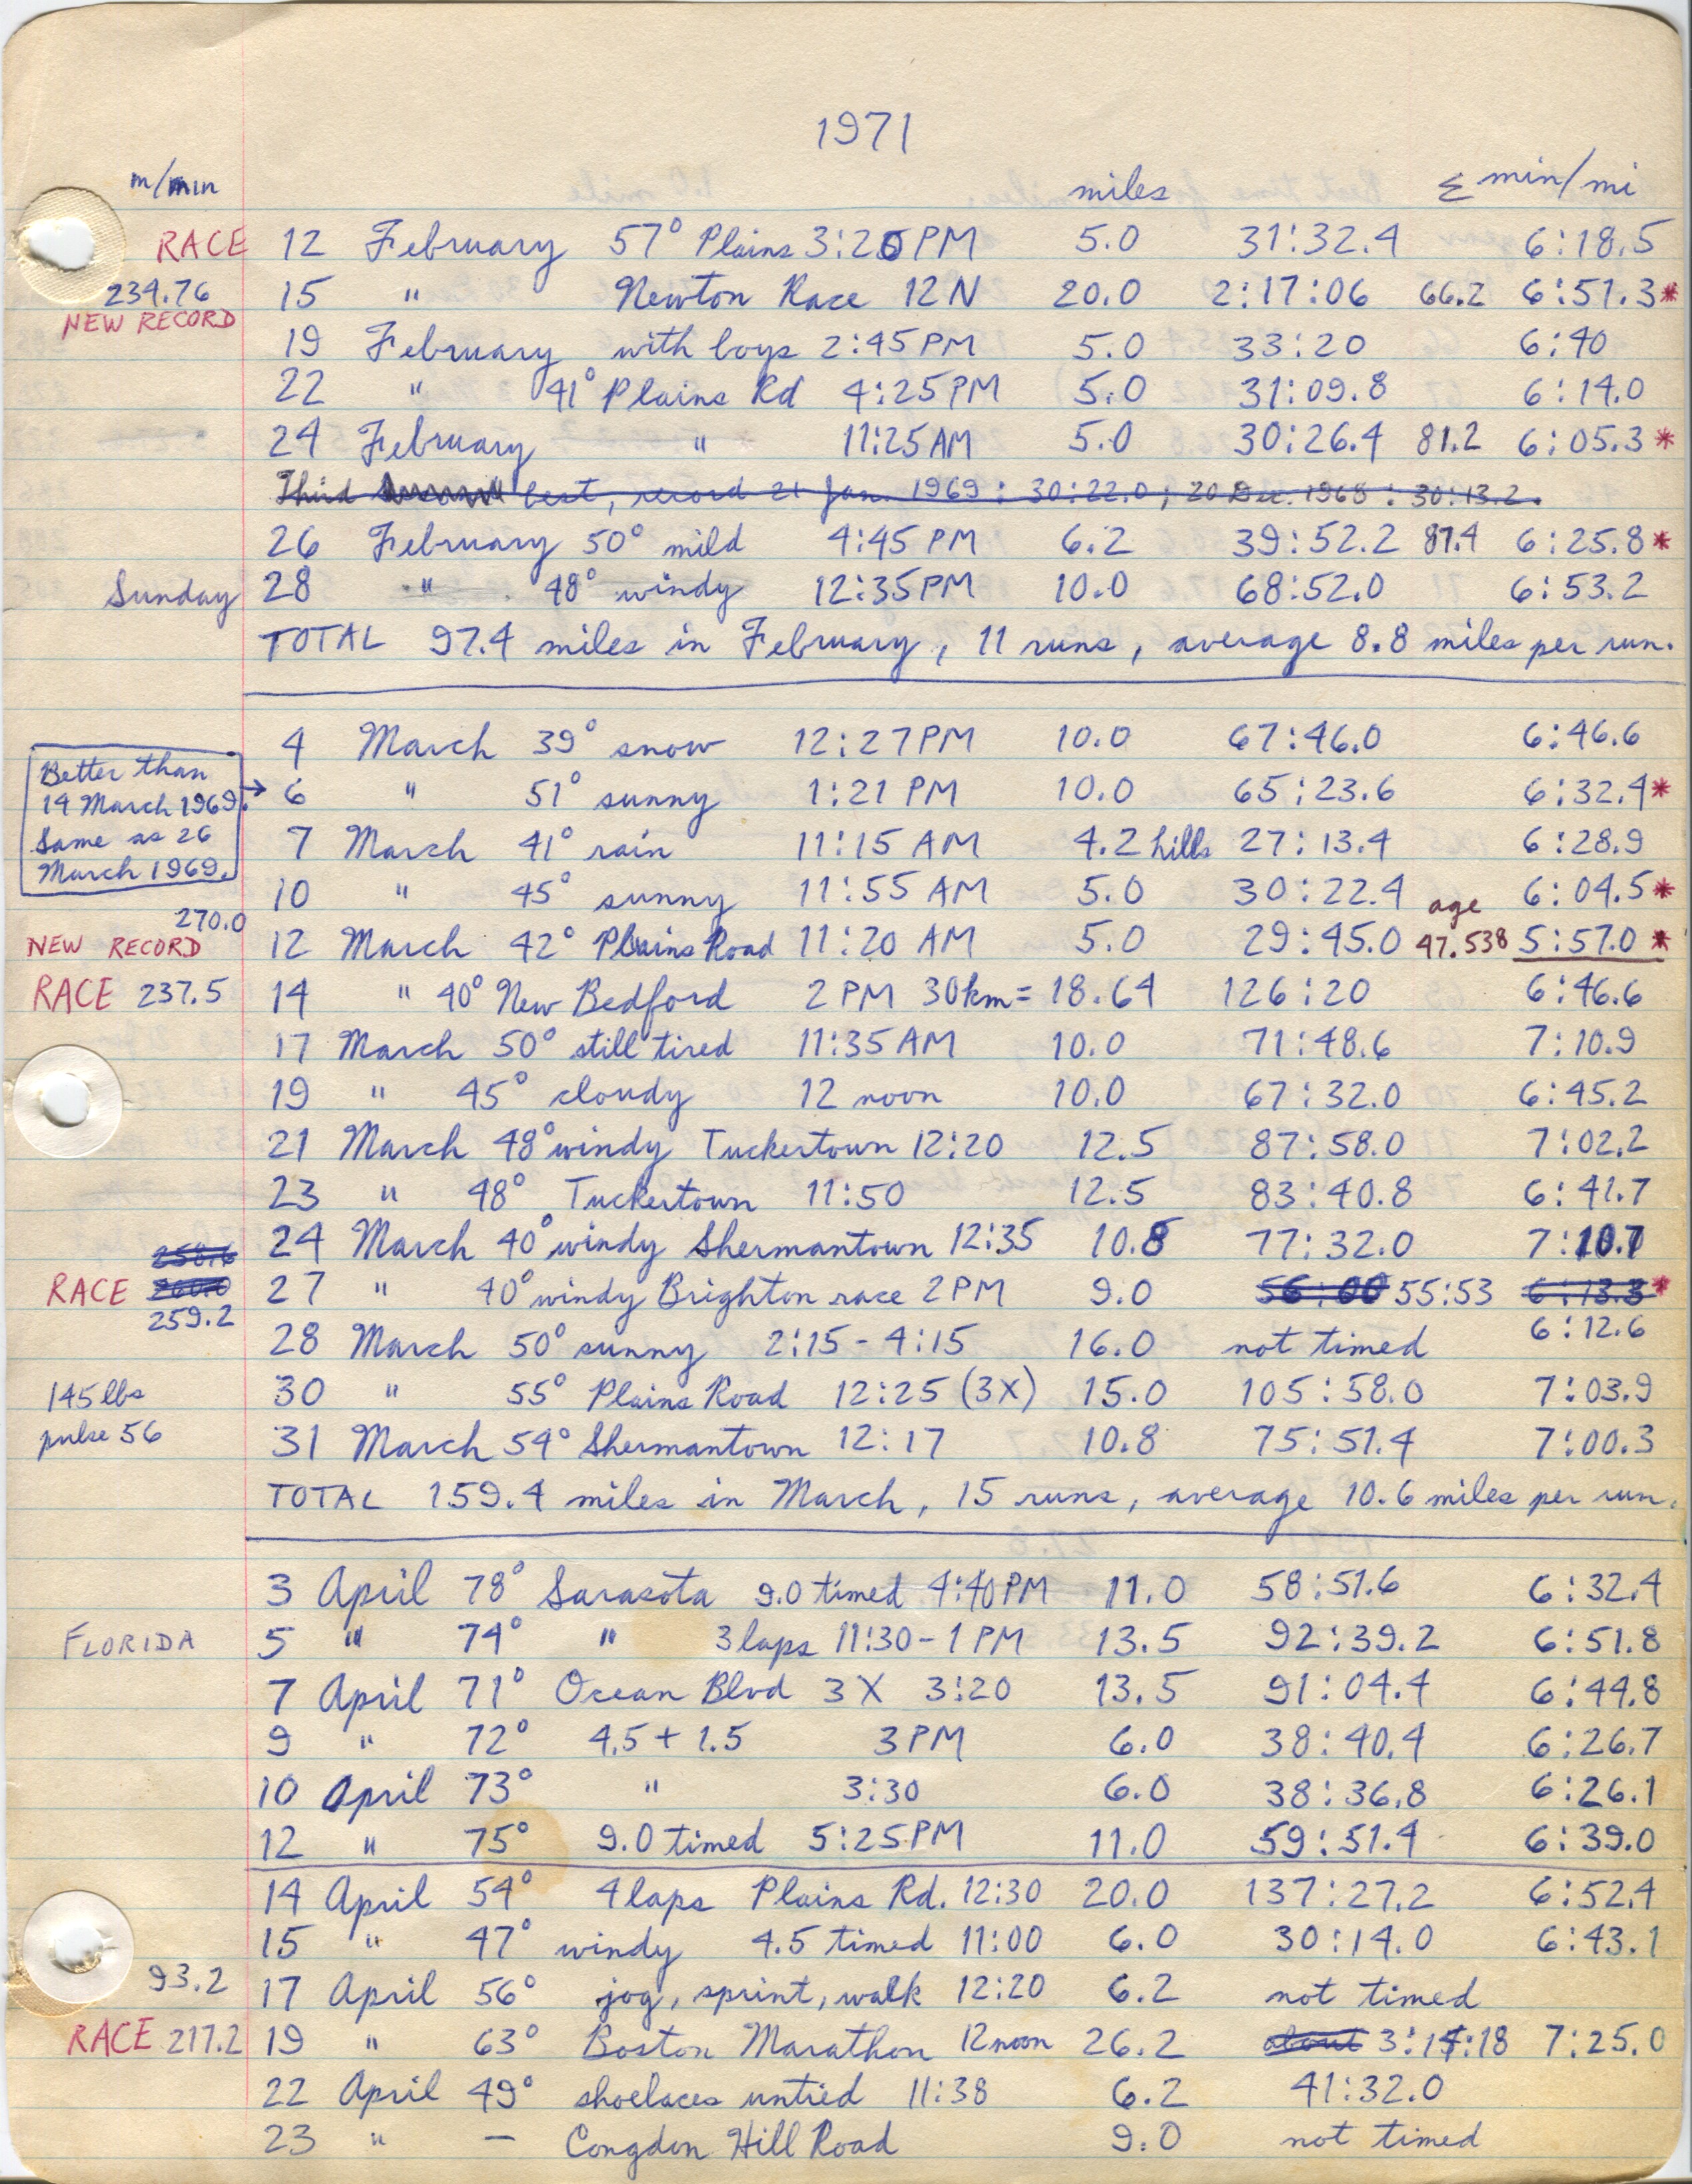 1971
m/min miles Σ min/mi
RACE 12 February 57° Plains 3:26 PM 5.0 31:32.4 6:18.5
234.76 15 " Newton Race 12 N 20.0 2:17:06 66.2 6:51.3*
NEW RECORD
19 February with boys 2:45 PM 5.0 33:20 6:40
22 " 41° Plains Rd 4:25 PM 5.0 31:09.8 6:14.0
24 February " 11:25 AM 5.0 30:26.4 81.2 6:05.3*
Third best, record 21 Jan. 1969: 30:22.0; 20 Dec. 1968: 30:13.2.
26 February 50° mild 4:45 PM 6.2 39:52.2 87.4 6:25.8*
Sunday 28 " 48° windy 12:35 PM 10.0 68:52.0 6:53.2
TOTAL 97.4 miles in February, 11 runs, average 8.8 miles per run.
4 March 39° snow 12:27 PM 10.0 67:46.0 6:46.6
Better than
14 March 1969. → 6 " 51° sunny 1:21 PM 10.0 65:23.6 6:32.4*
Same as 26
March 1969.
7 March 41° rain 11:15 AM 4.2 hills 27:13.4 6:28.9
10 " 45° sunny 11:55 AM 5.0 30:22.4 6:04.5*
270.0 age
NEW RECORD 12 March 42° Plains Road 11:20 AM 5.0 29:45.0 47.538 5:57.0*
RACE 237.5 14 " 40° New Bedford 2 PM 30km = 18.64 126:20 6:46.6
17 March 50° still tired 11:35 AM 10.0 71:48.6 7:10.9
19 " 45° cloudy 12 noon 10.0 67:32.0 6:45.2
21 March 48° windy Tuckertown 12:20 12.5 87:58.0 7:02.2
23 " 48° Tuckertown 11:50 12.5 83:40.8 6:41.7
258.6 24 March 40° windy Shermantown 12:35 10.8 77:32.0 7:10.7
RACE 260.0 27 " 40° windy Brighton race 2 PM 9.0 56:00 55:53 6:13.3*
259.2 6:12.6
28 March 50° sunny 2:15 - 4:15 16.0 not timed
145 lbs 30 " 55° Plains Road 12:25 (3X) 15.0 105:58.0 7:03.9
pulse 56 31 March 54° Shermantown 12:17 10.8 75:51.4 7:00.3
TOTAL 159.4 miles in March, 15 runs, average 10.6 miles per run.
3 April 78° Sarasota 9.0 timed 4:40 PM 11.0 58:51.6 6:32.4
FLORIDA 5 " 74° " 3 laps 11:30 - 1 PM 13.5 92:39.2 6:51.8
7 April 71° Ocean Blvd 3 X 3:20 13.5 91:04.4 6:44.8
9 " 72° 4.5 + 1.5 3 PM 6.0 38:40.4 6:26.7
10 April 73° " 3:30 6.0 38:36.8 6:26.1
12 " 75° 9.0 timed 5:25 PM 11.0 59:51.4 6:39.0
14 April 54° 4 laps Plains Rd. 12:30 20.0 137:27.2 6:52.4
15 " 47° windy 4.5 timed 11:00 6.0 30:14.0 6:43.1
93.2 17 April 56° jog, sprint, walk 12:20 6.2 not timed
RACE 217.2 19 " 63° Boston Marathon 12 noon 26.2 about 3:14:18 7:25.0
22 April 49° shoelaces untied 11:38 6.2 41:32.0
23 " — Congdon Hill Road 9.0 not timed